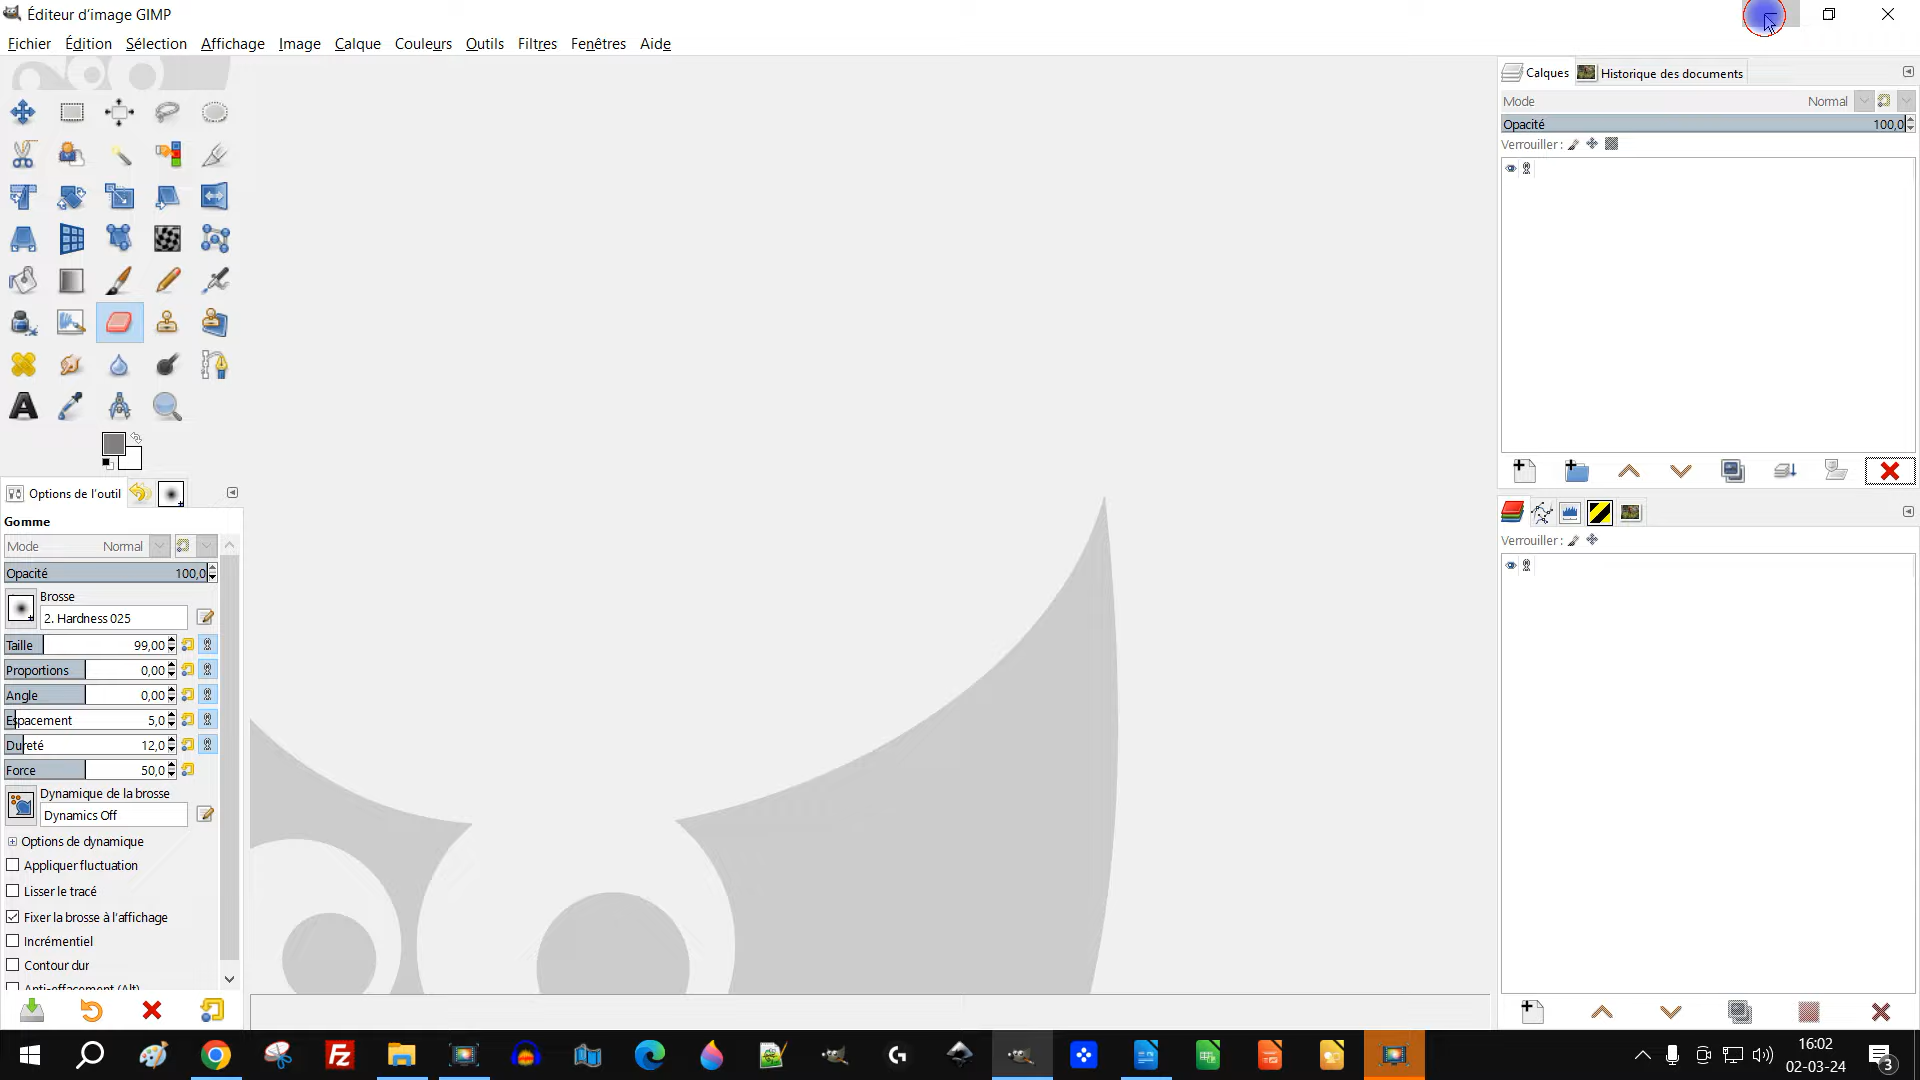 Éditeur d'image GIMP
Fichier Édition Sélection Affichage Image Calque Couleurs Outils Filtres Fenêtres Aide
Calques Historique des documents
Mode Normal
Opacité 100,0
Verrouiller :
Options de l'outil
Gomme
Mode Normal
Opacité 100,0
Brosse
2. Hardness 025
Taille 99,00
Proportions 0,00
Angle 0,00
Espacement 5,0
Dureté 12,0
Force 50,0
Dynamique de la brosse
Dynamics Off
Options de dynamique
Appliquer fluctuation
Lisser le tracé
Fixer la brosse à l'affichage
Incrémentiel
Contour dur
Anti-effacement (Alt)
Verrouiller :
16:02
02-03-24
3